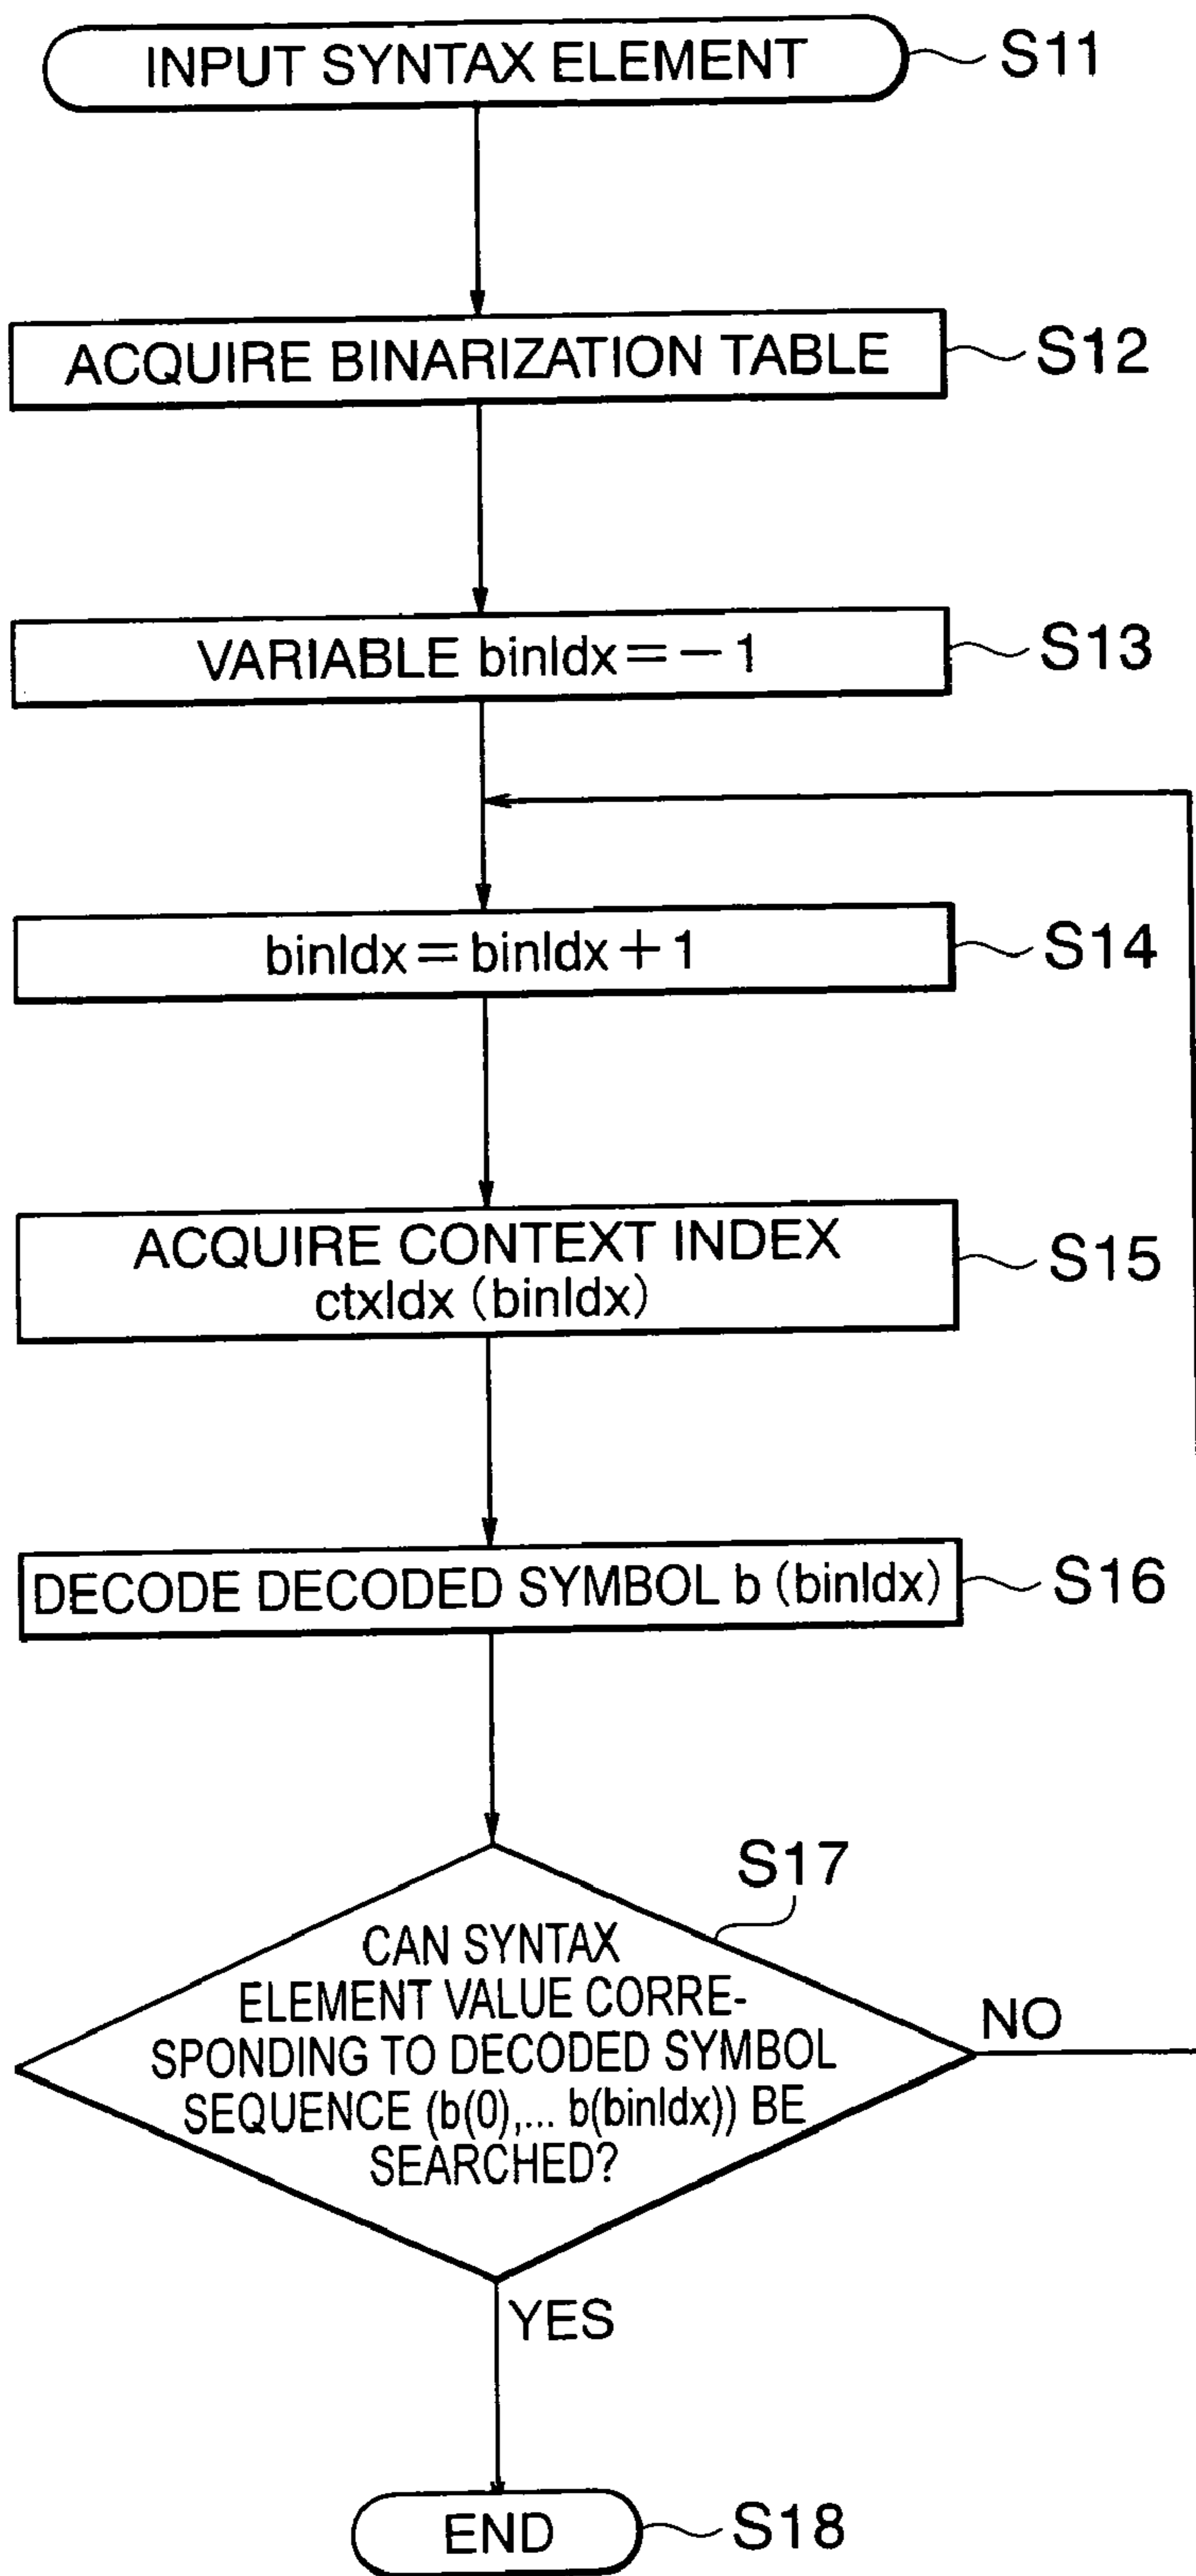 INPUT SYNTAX ELEMENT
S11
ACQUIRE BINARIZATION TABLE
S12
VARIABLE binIdx=-1
S13
binIdx=binIdx+1
S14
ACQUIRE CONTEXT INDEX
ctxIdx (binIdx)
S15
DECODE DECODED SYMBOL b (binIdx)
S16
S17
CAN SYNTAX
ELEMENT VALUE CORRE-
SPONDING TO DECODED SYMBOL
SEQUENCE (b(0),... b(binIdx)) BE
SEARCHED?
NO
YES
END
S18